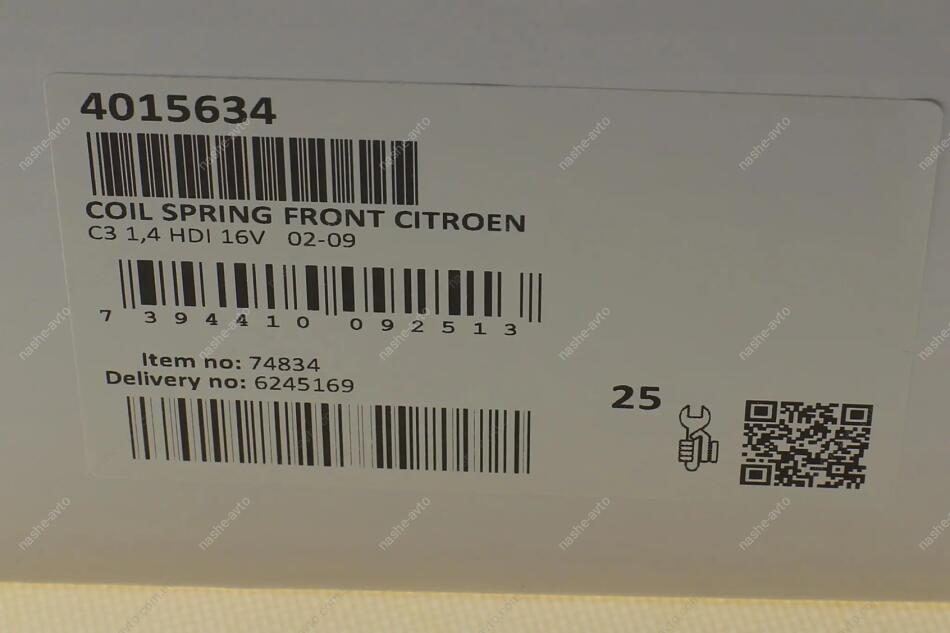 4015634
COIL SPRING FRONT CITROEN
C3 1,4 HDI 16V 02-09
7 394410 092513
Item no: 74834
Delivery no: 6245169
25
nashe-avto